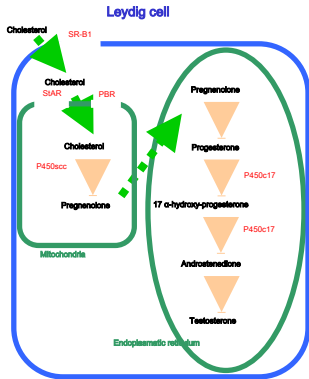 Leydig cell
Cholesterol
SR-B1
Cholesterol
StAR
PBR
Cholesterol
P450scc
Pregnenolone
Mitochondria
Pregnenolone
Progesterone
P450c17
17 α-hydroxy-progesterone
P450c17
Androstenedione
Testosterone
Endoplasmatic retikulum